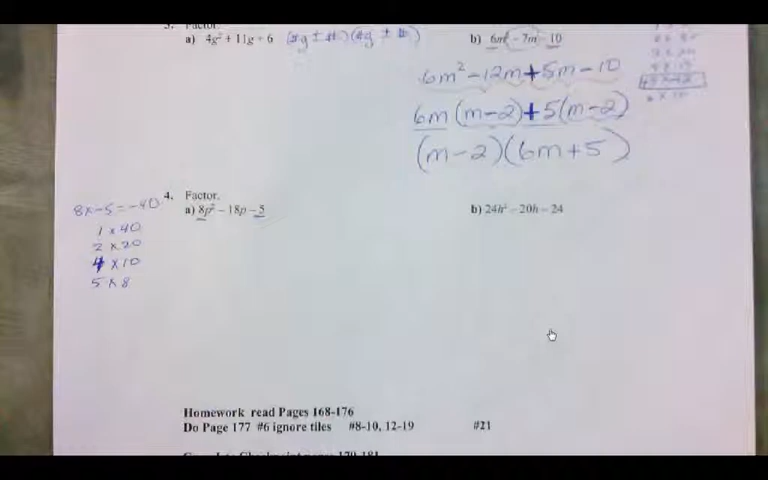 3. Factor.
a) 4g² + 11g + 6 (#g ± #)(#g ± #)
b) 6m² - 7m - 10
6m² - 12m + 5m - 10
6m(m-2) + 5(m-2)
(m-2)(6m+5)
4. Factor.
8x-5 = -40
1 x 40
2 x 20
4 x 10
5 x 8
a) 8p² - 18p - 5
b) 24h² - 20h - 24
Homework read Pages 168-176
Do Page 177 #6 ignore tiles #8-10, 12-19 #21